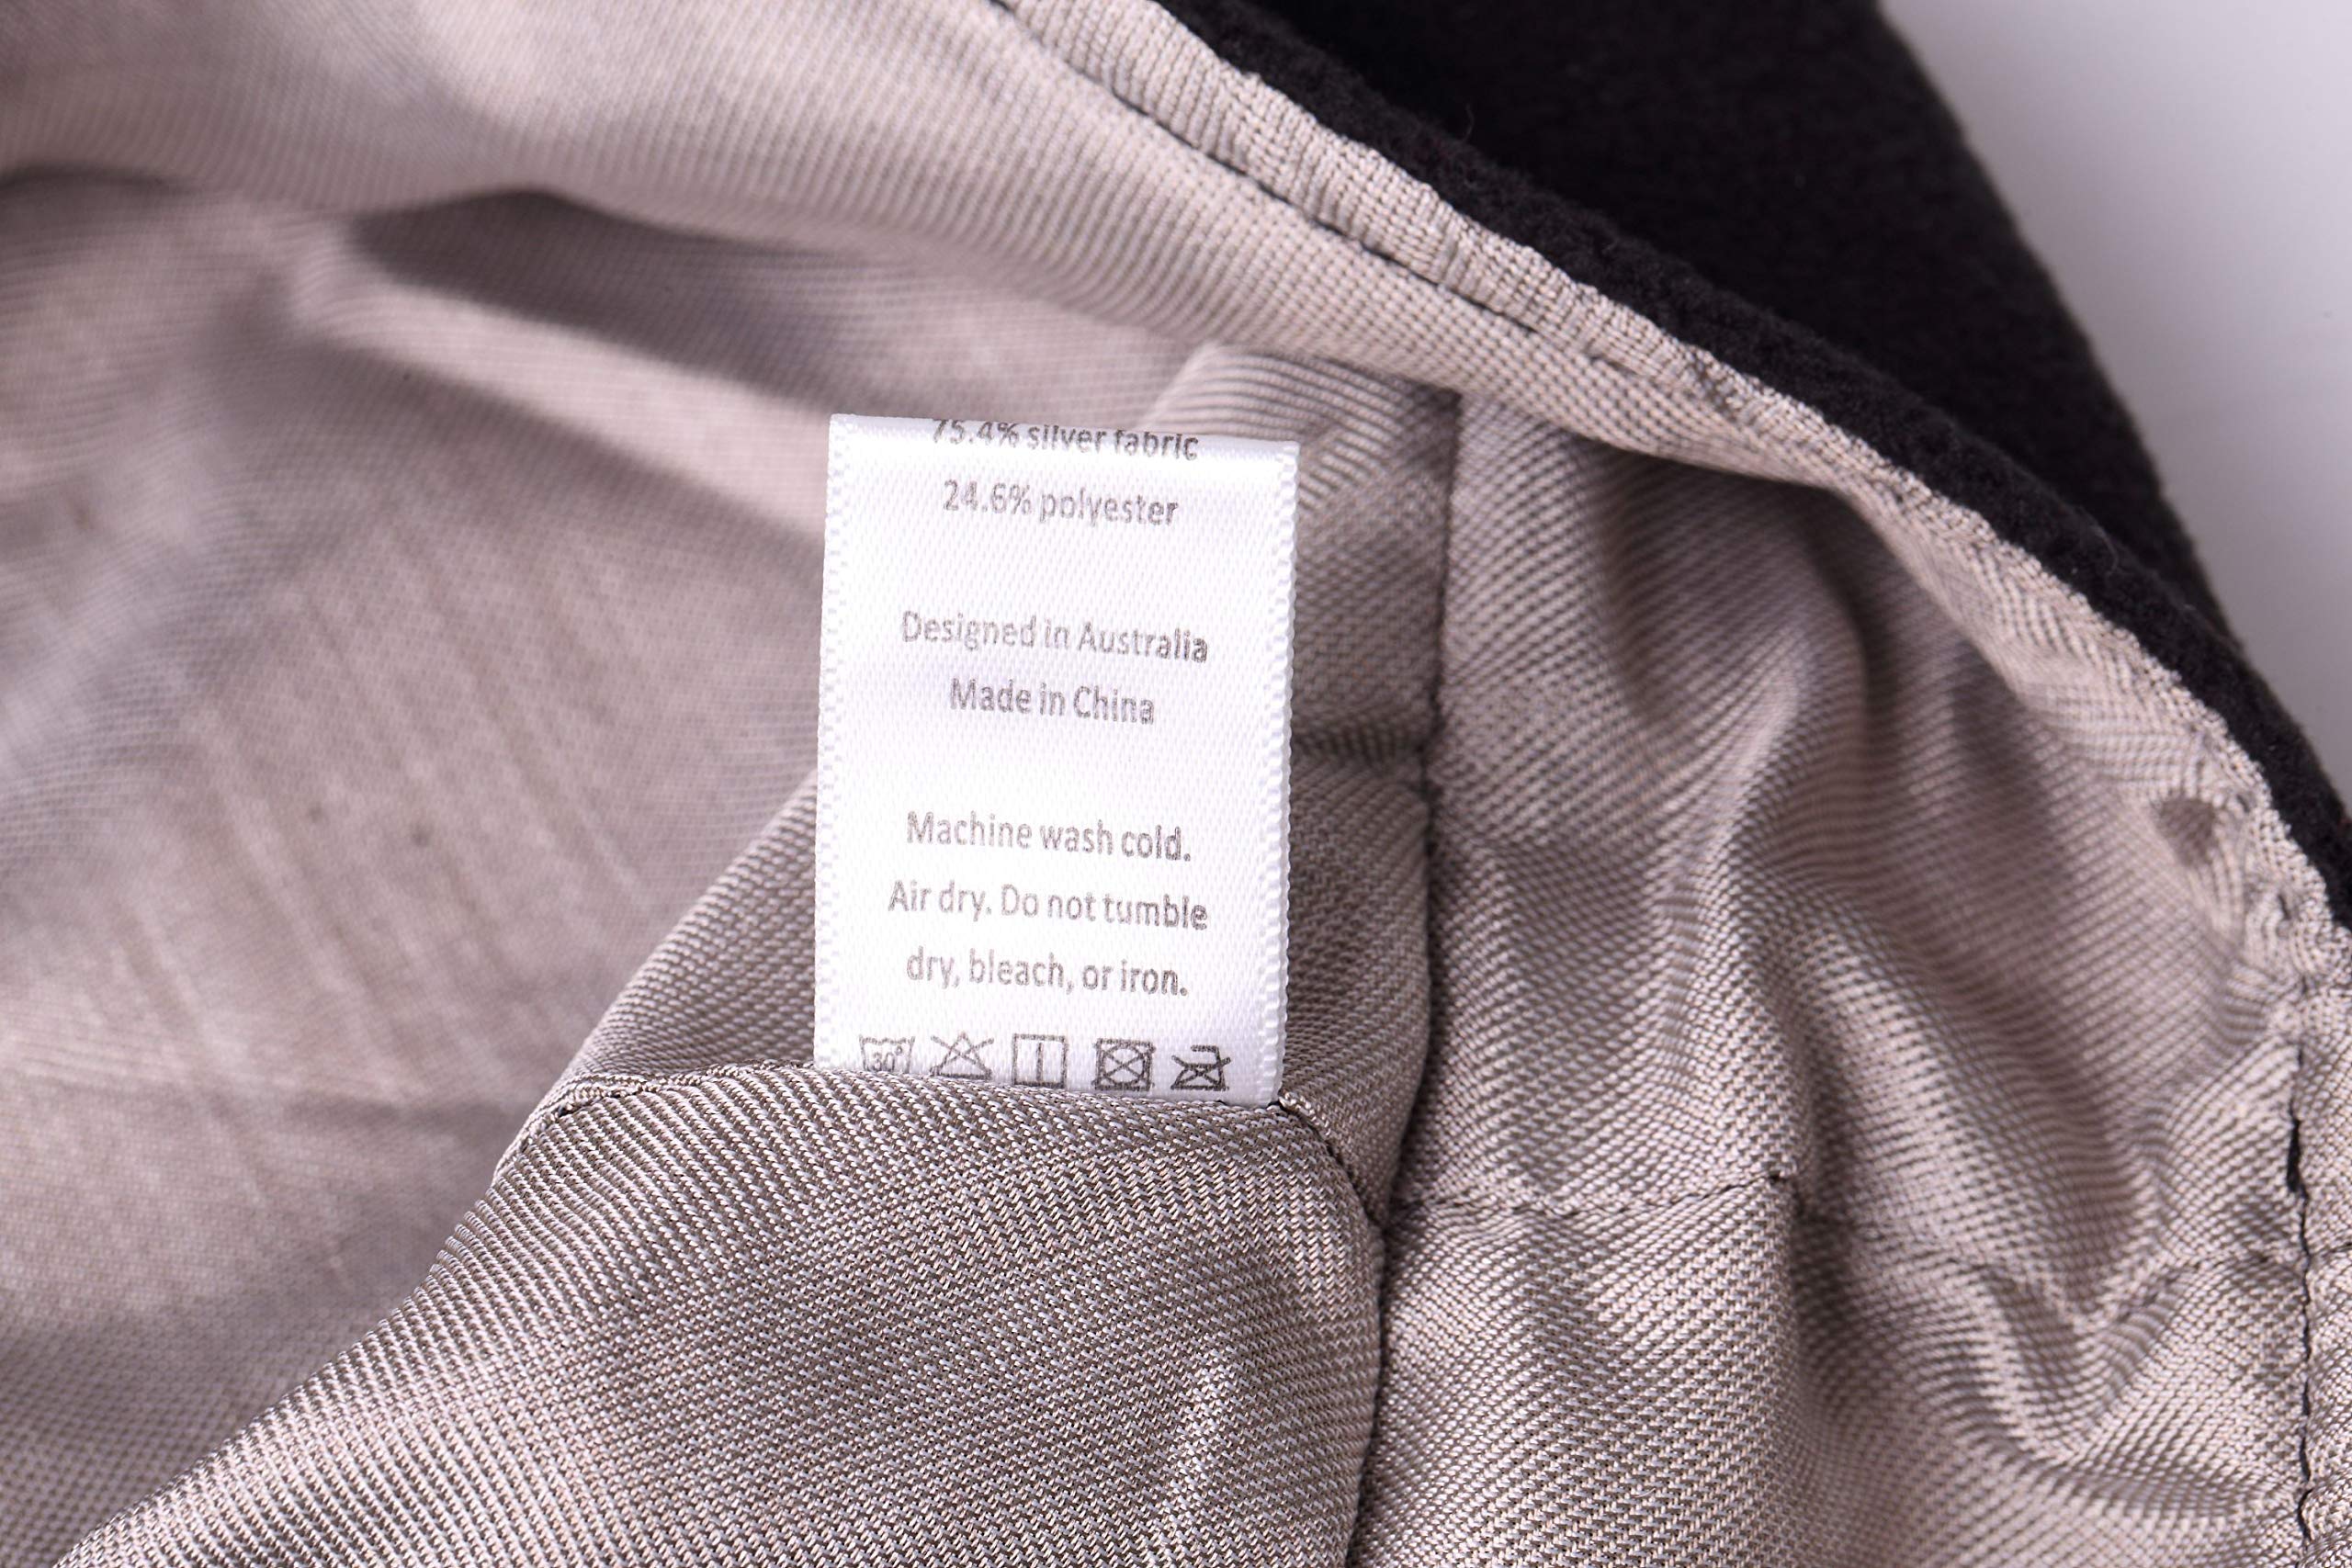 75.4% silver fabric
24.6% polyester
Designed in Australia
Made in China
Machine wash cold.
Air dry. Do not tumble
dry, bleach, or iron.
30°